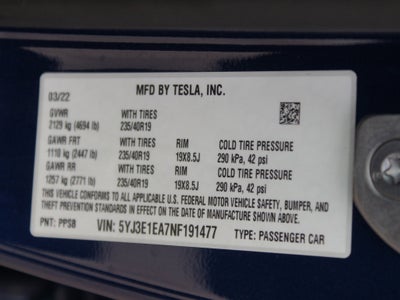 MFD BY TESLA, INC.
03/22
GVWR WITH TIRES
2129 kg (4694 lb) 235/40R19
GAWR FRT WITH TIRES RIM COLD TIRE PRESSURE
1110 kg (2447 lb) 235/40R19 19X8.5J 290 kPa, 42 psi
GAWR RR WITH TIRES RIM COLD TIRE PRESSURE
1257 kg (2771 lb) 235/40R19 19X8.5J 290 kPa, 42 psi
THIS VEHICLE CONFORMS TO ALL APPLICABLE U.S. FEDERAL MOTOR VEHICLE SAFETY, BUMPER, AND
THEFT PREVENTION STANDARDS IN EFFECT ON THE DATE OF MANUFACTURE SHOWN ABOVE.
PNT: PPSB VIN: 5YJ3E1EA7NF191477 TYPE: PASSENGER CAR